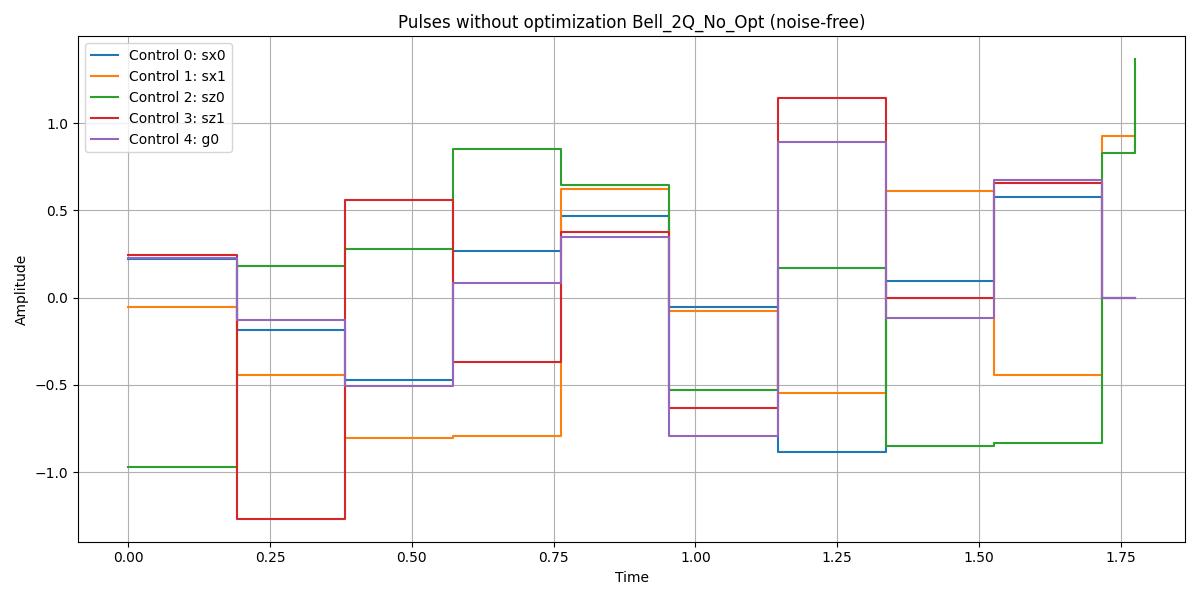 Pulses without optimization Bell_2Q_No_Opt (noise-free)
Control 0: sx0
Control 1: sx1
Control 2: sz0
Control 3: sz1
Control 4: g0
Amplitude
1.0
0.5
0.0
−0.5
−1.0
0.00 0.25 0.50 0.75 1.00 1.25 1.50 1.75
Time